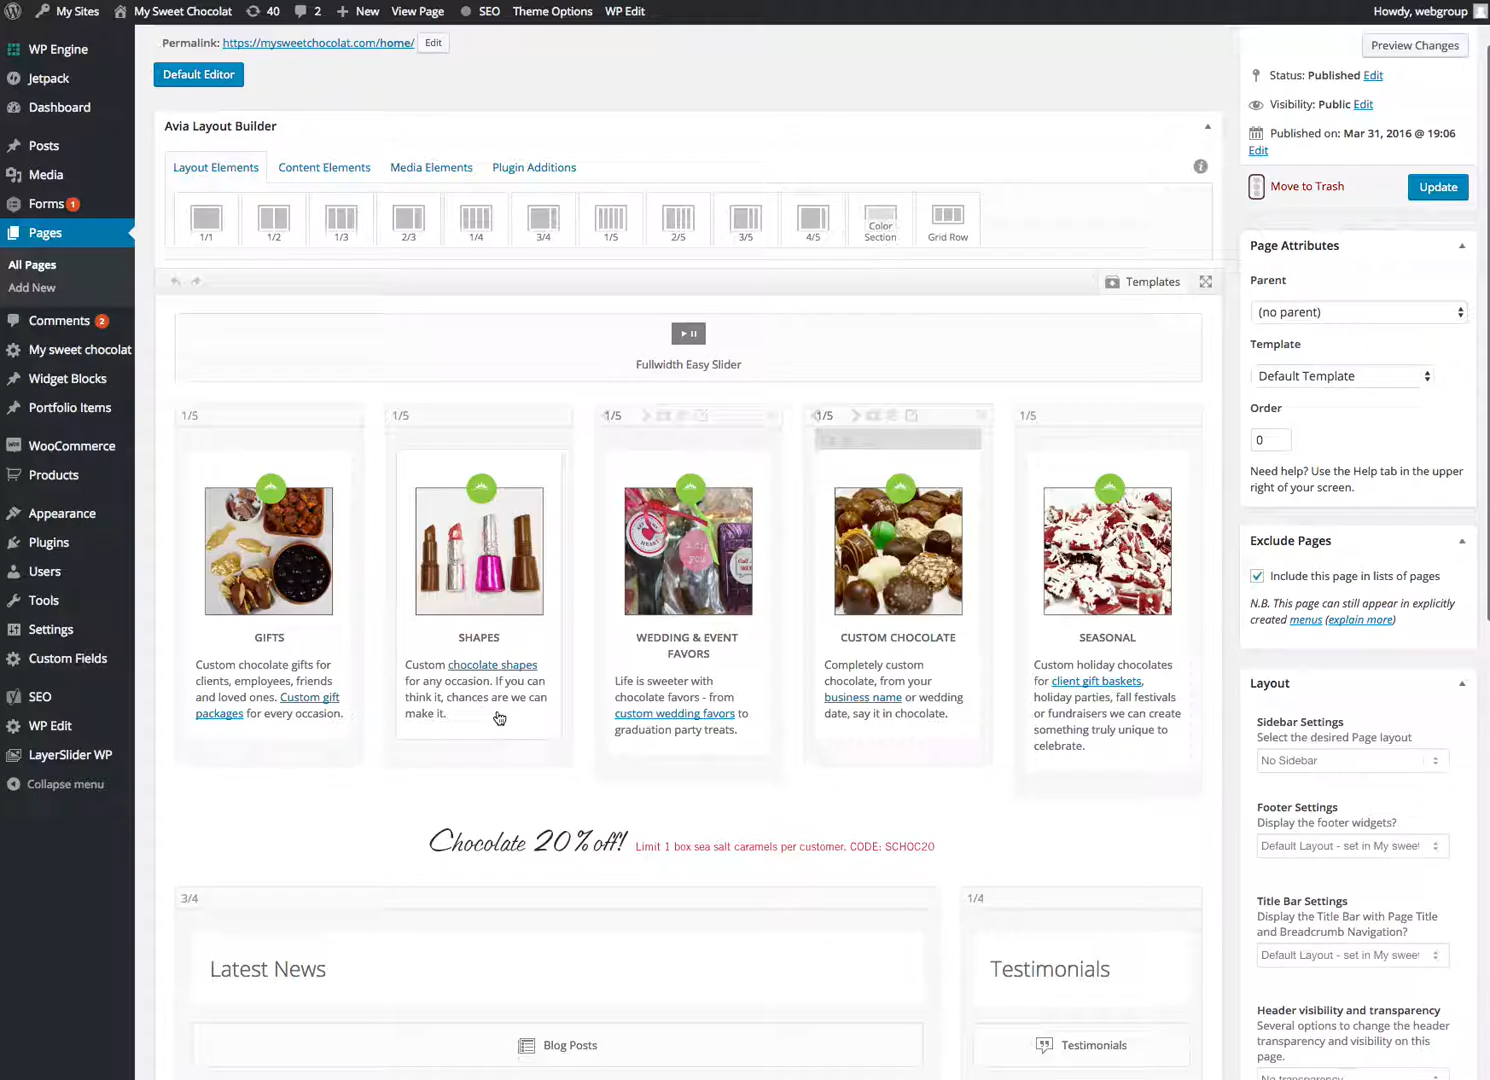 My Sites My Sweet Chocolat 40 2 New View Page SEO Theme Options WP Edit Howdy, webgroup
WP Engine
Jetpack
Dashboard
Posts
Media
Forms 1
Pages
All Pages
Add New
Comments 2
My sweet chocolat
Widget Blocks
Portfolio Items
WooCommerce
Products
Appearance
Plugins
Users
Tools
Settings
Custom Fields
SEO
WP Edit
LayerSlider WP
Collapse menu
Permalink: https://mysweetchocolat.com/home/ Edit
Default Editor
Avia Layout Builder
Layout Elements Content Elements Media Elements Plugin Additions
1/1 1/2 1/3 2/3 1/4 3/4 1/5 2/5 3/5 4/5 Color Section Grid Row
Templates
Fullwidth Easy Slider
1/5 1/5 1/5 1/5 1/5
GIFTS
Custom chocolate gifts for
clients, employees, friends
and loved ones. Custom gift
packages for every occasion.
SHAPES
Custom chocolate shapes
for any occasion. If you can
think it, chances are we can
make it.
WEDDING & EVENT
FAVORS
Life is sweeter with
chocolate favors - from
custom wedding favors to
graduation party treats.
CUSTOM CHOCOLATE
Completely custom
chocolate, from your
business name or wedding
date, say it in chocolate.
SEASONAL
Custom holiday chocolates
for client gift baskets,
holiday parties, fall festivals
or fundraisers we can create
something truly unique to
celebrate.
Chocolate 20% off! Limit 1 box sea salt caramels per customer. CODE: SCHOC20
3/4 1/4
Latest News Testimonials
Blog Posts Testimonials
Preview Changes
Status: Published Edit
Visibility: Public Edit
Published on: Mar 31, 2016 @ 19:06
Edit
Move to Trash Update
Page Attributes
Parent
(no parent)
Template
Default Template
Order
0
Need help? Use the Help tab in the upper
right of your screen.
Exclude Pages
Include this page in lists of pages
N.B. This page can still appear in explicitly
created menus (explain more)
Layout
Sidebar Settings
Select the desired Page layout
No Sidebar
Footer Settings
Display the footer widgets?
Default Layout - set in My sweet
Title Bar Settings
Display the Title Bar with Page Title
and Breadcrumb Navigation?
Default Layout - set in My sweet
Header visibility and transparency
Several options to change the header
transparency and visibility on this
page.
No transparency